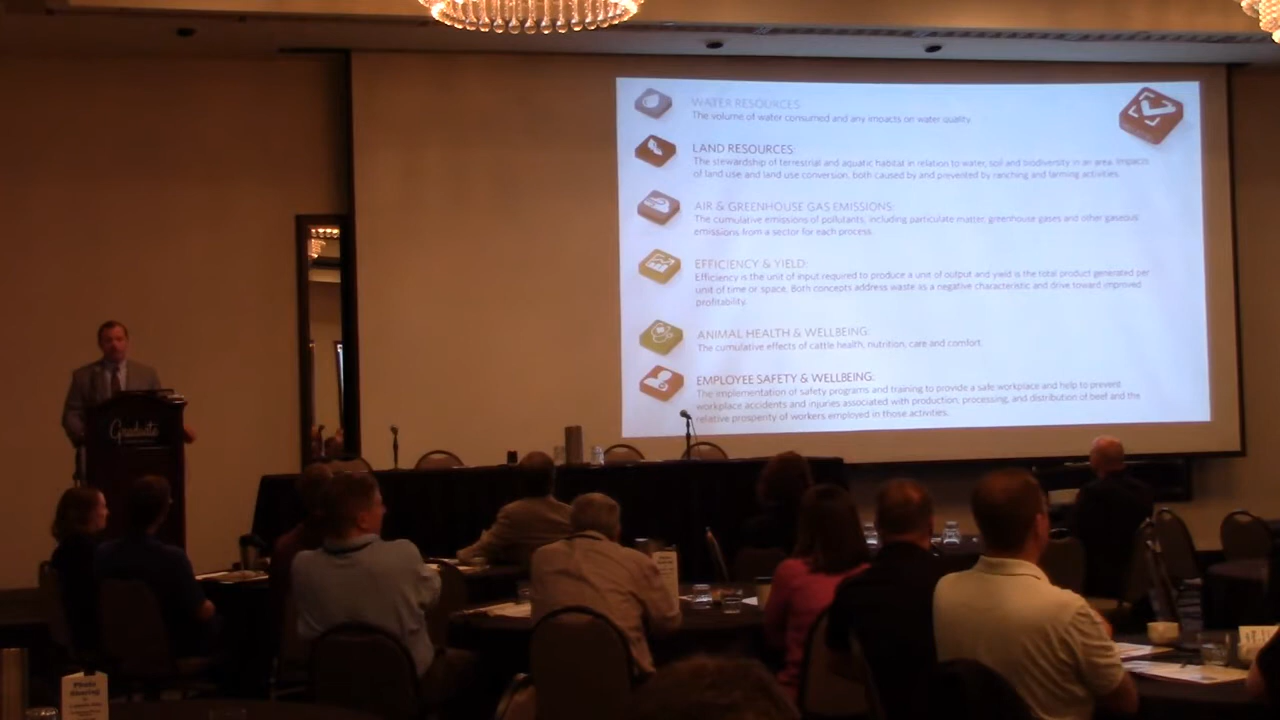 WATER RESOURCES:
The volume of water consumed and any impacts on water quality.
LAND RESOURCES:
The stewardship of terrestrial and aquatic habitat in relation to water, soil and biodiversity in an area. Impacts
of land use and land use conversion, both caused by and prevented by ranching and farming activities.
AIR & GREENHOUSE GAS EMISSIONS:
The cumulative emissions of pollutants, including particulate matter, greenhouse gases and other gaseous
emissions from a sector for each process.
EFFICIENCY & YIELD:
Efficiency is the unit of input required to produce a unit of output and yield is the total product generated per
unit of time or space. Both concepts address waste as a negative characteristic and drive toward improved
profitability.
ANIMAL HEALTH & WELLBEING:
The cumulative effects of cattle health, nutrition, care and comfort.
EMPLOYEE SAFETY & WELLBEING:
The implementation of safety programs and training to provide a safe workplace and help to prevent
workplace accidents and injuries associated with production, processing, and distribution of beef and the
relative prosperity of workers employed in those activities.
Graduate
Photo
Sharing